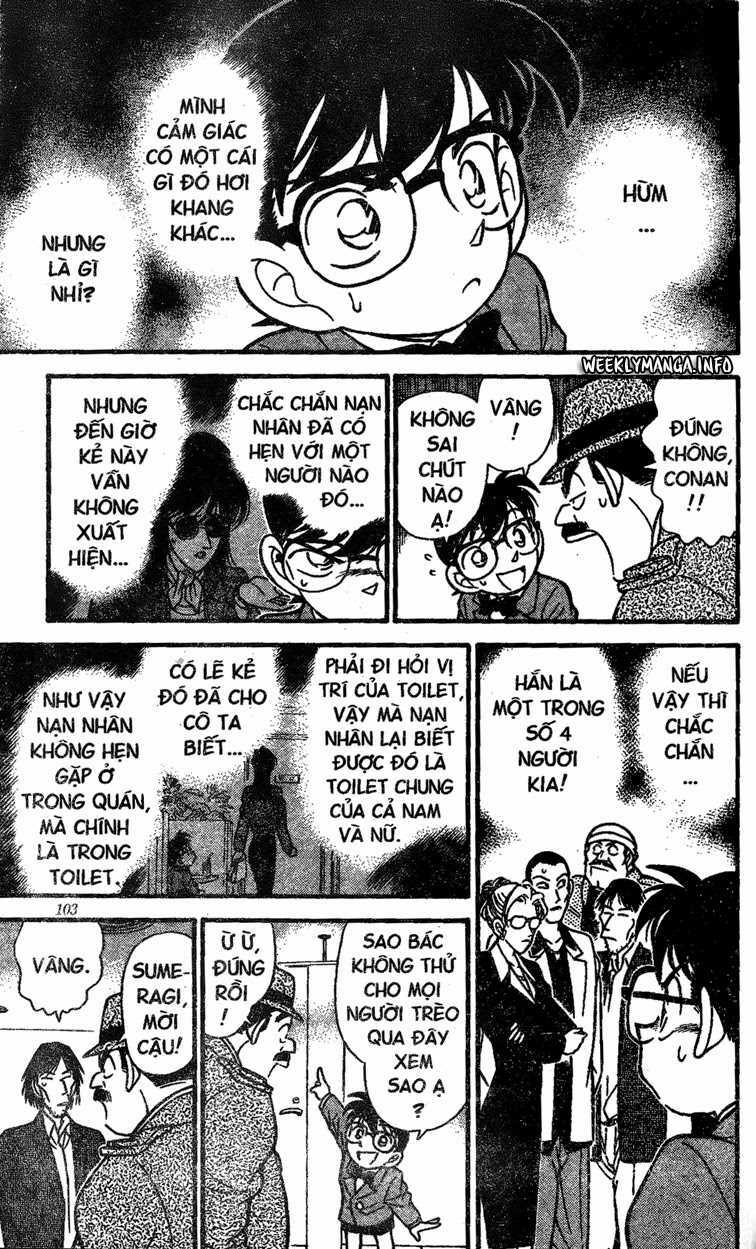 HỪM
...
MÌNH
CẢM GIÁC
CÓ MỘT CÁI
GÌ ĐÓ HƠI
KHANG
KHÁC...
NHƯNG
LÀ GÌ
NHỈ?
WEEKLYMANGA.INFO
ĐÚNG
KHÔNG,
CONAN
!!
VÂNG
!
KHÔNG
SAI
CHÚT
NÀO
Ạ!
CHẮC CHẮN NẠN
NHÂN ĐÃ CÓ
HẸN VỚI MỘT
NGƯỜI NÀO
ĐÓ...
NHƯNG
ĐẾN GIỜ
KẺ NÀY
VẪN
KHÔNG
XUẤT
HIỆN...
NẾU
VẬY THÌ
CHẮC
CHẮN
...
HẮN LÀ
MỘT TRONG
SỐ 4
NGƯỜI
KIA!
PHẢI ĐI HỎI VỊ
TRÍ CỦA TOILET,
VẬY MÀ NẠN
NHÂN LẠI BIẾT
ĐƯỢC ĐÓ LÀ
TOILET CHUNG
CỦA CẢ NAM
VÀ NỮ.
CÓ LẼ KẺ
ĐÓ ĐÃ CHO
CÔ TA
BIẾT...
NHƯ VẬY
NẠN NHÂN
KHÔNG HẸN
GẶP Ở
TRONG QUÁN,
MÀ CHÍNH
LÀ TRONG
TOILET.
103
SAO BÁC
KHÔNG THỬ
CHO MỌI
NGƯỜI TRÈO
QUA ĐÂY
XEM
SAO Ạ
?
Ừ Ừ,
ĐÚNG
RỒI
!
SUME-
RAGI,
MỜI
CẬU!
VÂNG.